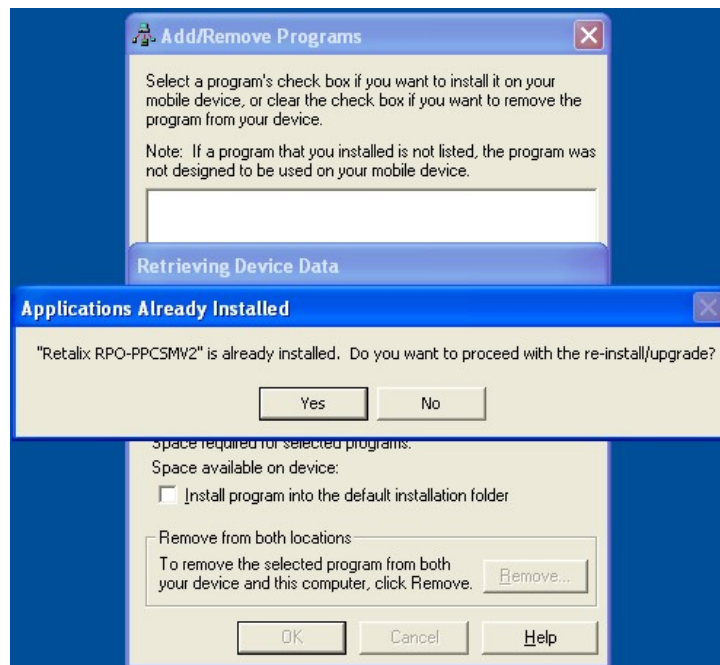 Add/Remove Programs
Select a program's check box if you want to install it on your
mobile device, or clear the check box if you want to remove the
program from your device.
Note: If a program that you installed is not listed, the program was
not designed to be used on your mobile device.
Retrieving Device Data
Applications Already Installed
"Retalix RPO-PPCSMV2" is already installed. Do you want to proceed with the re-install/upgrade?
Yes No
Space required for selected programs:
Space available on device:
Install program into the default installation folder
Remove from both locations
To remove the selected program from both
your device and this computer, click Remove.
Remove...
OK Cancel Help